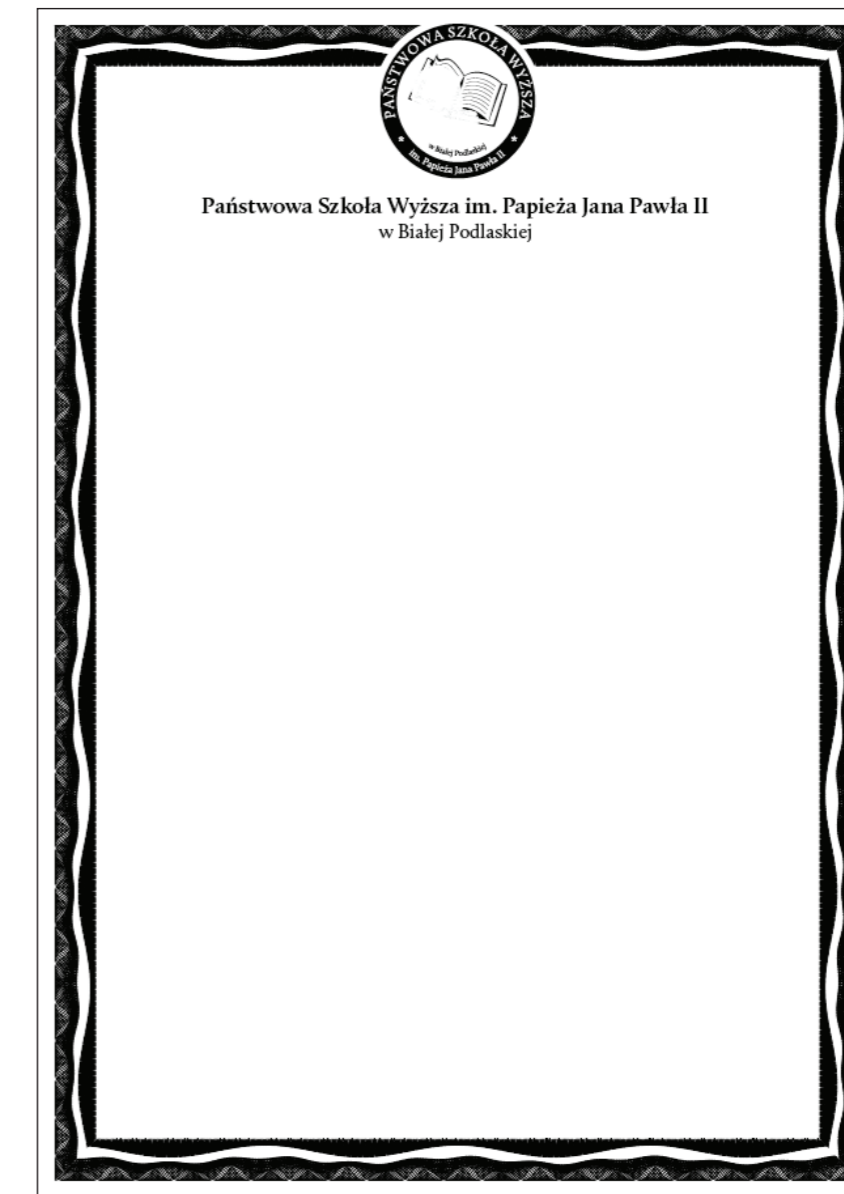 PAŃSTWOWA SZKOŁA WYŻSZA
w Białej Podlaskiej
im. Papieża Jana Pawła II
Państwowa Szkoła Wyższa im. Papieża Jana Pawła II
w Białej Podlaskiej